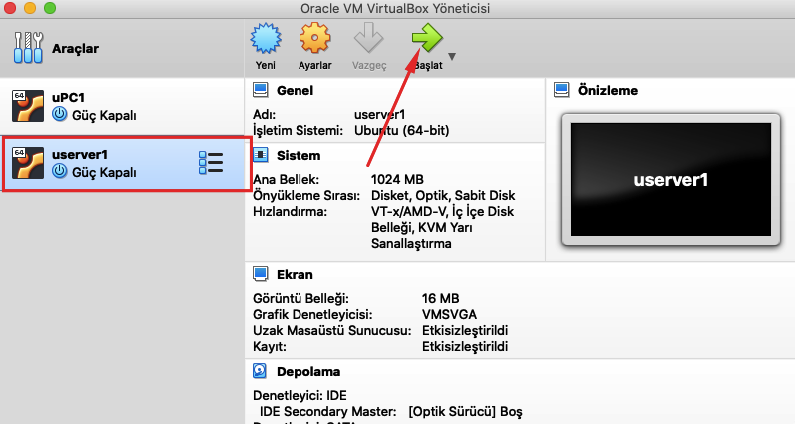 Oracle VM VirtualBox Yöneticisi
Araçlar
Yeni
Ayarlar
Vazgeç
Başlat
64
uPC1
Güç Kapalı
64
userver1
Güç Kapalı
Genel
Adı: userver1
İşletim Sistemi: Ubuntu (64-bit)
Sistem
Ana Bellek: 1024 MB
Önyükleme Sırası: Disket, Optik, Sabit Disk
Hızlandırma: VT-x/AMD-V, İç İçe Disk
Belleği, KVM Yarı
Sanallaştırma
Önizleme
userver1
Ekran
Görüntü Belleği: 16 MB
Grafik Denetleyicisi: VMSVGA
Uzak Masaüstü Sunucusu: Etkisizleştirildi
Kayıt: Etkisizleştirildi
Depolama
Denetleyici: IDE
IDE Secondary Master: [Optik Sürücü] Boş